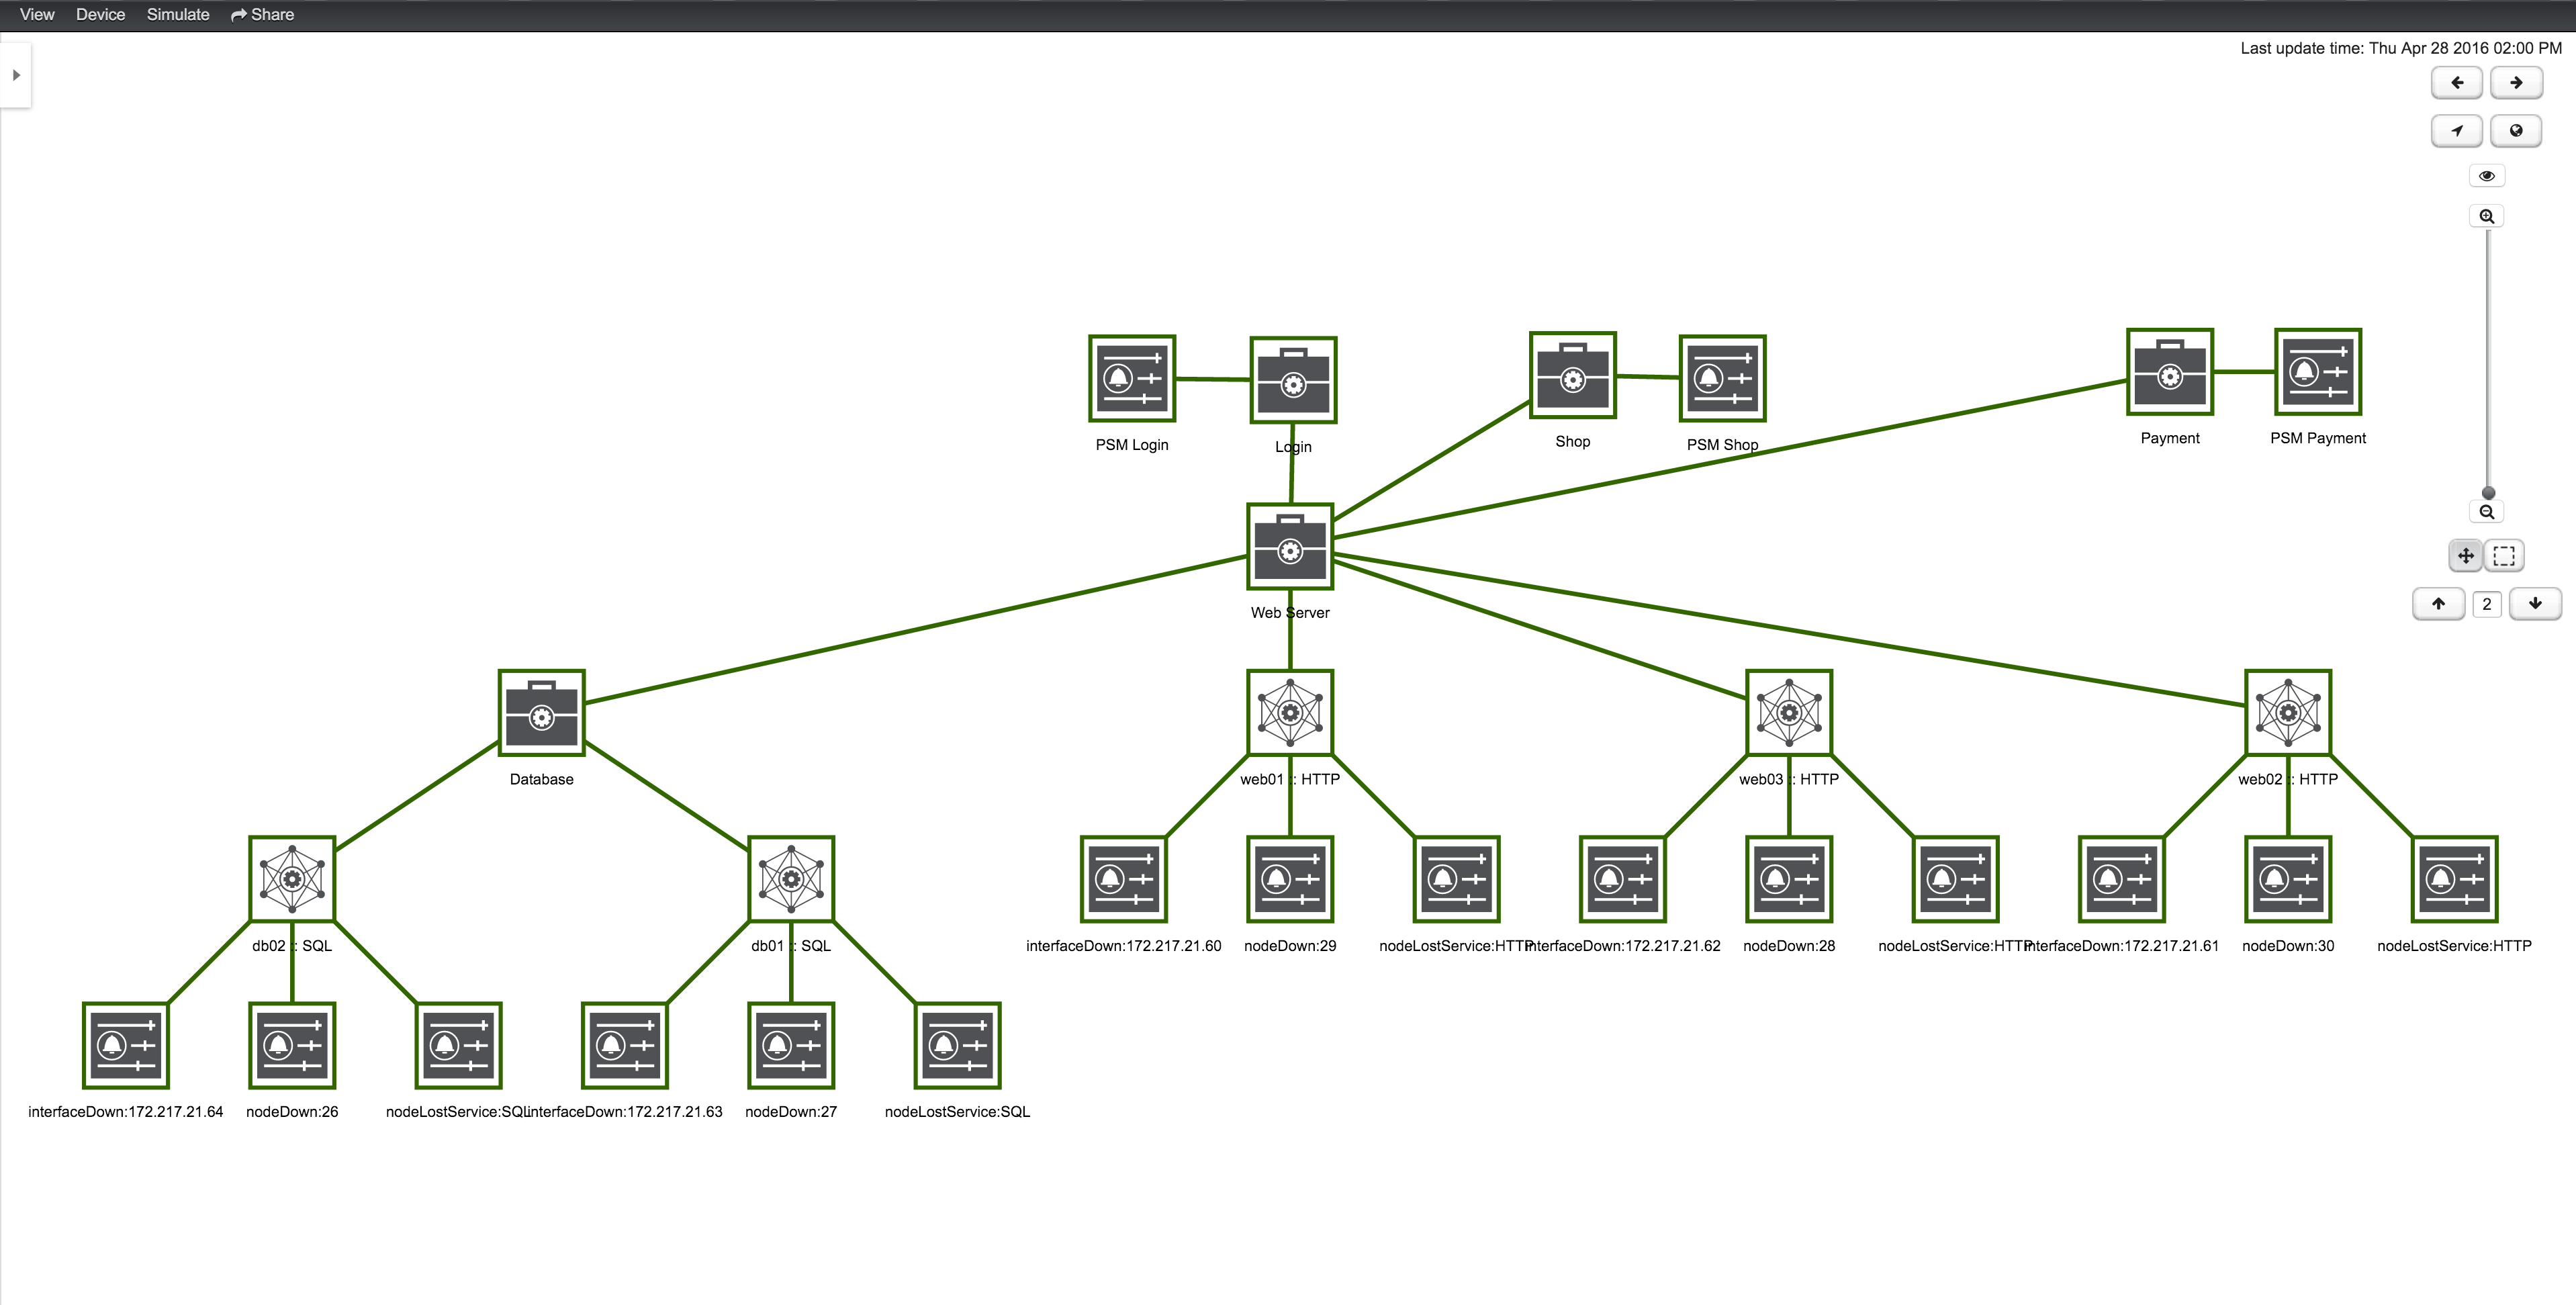 View Device Simulate Share
Last update time: Thu Apr 28 2016 02:00 PM
PSM Login
Login
Shop
PSM Shop
Payment
PSM Payment
2
Web Server
Database
web01 :: HTTP
web03 :: HTTP
web02 :: HTTP
db02 :: SQL
db01 :: SQL
interfaceDown:172.217.21.60
nodeDown:29
nodeLostService:HTTP
interfaceDown:172.217.21.62
nodeDown:28
nodeLostService:HTTP
interfaceDown:172.217.21.61
nodeDown:30
nodeLostService:HTTP
interfaceDown:172.217.21.64
nodeDown:26
nodeLostService:SQL
interfaceDown:172.217.21.63
nodeDown:27
nodeLostService:SQL